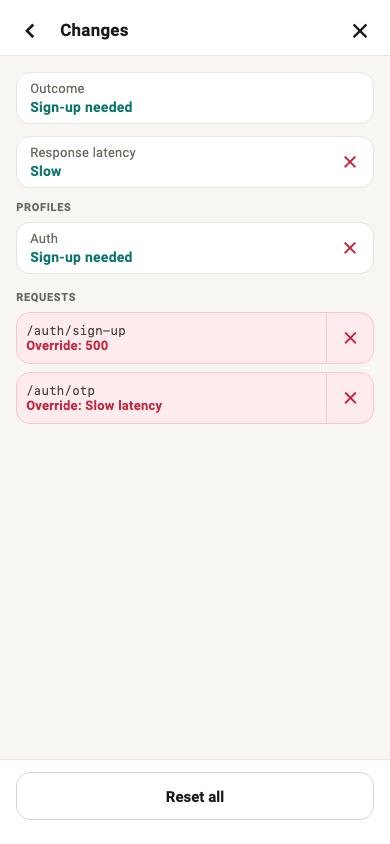 Changes
Outcome
Sign-up needed
Response latency
Slow
PROFILES
Auth
Sign-up needed
REQUESTS
/auth/sign-up
Override: 500
/auth/otp
Override: Slow latency
Reset all